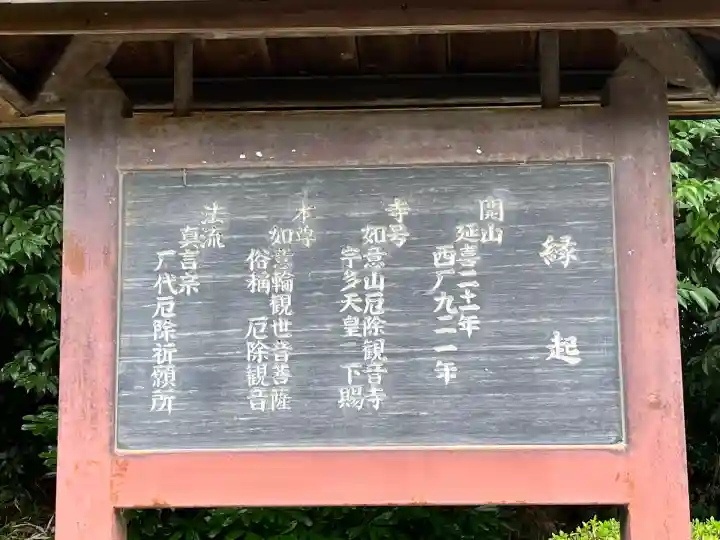 縁起
開山
延喜二十一年
西厂九二一年
寺号
如意山厄除観音寺
宇多天皇 下賜
本尊
如意輪観世音菩薩
俗稱 厄除観音
法流
真言宗
厂代厄除祈願所